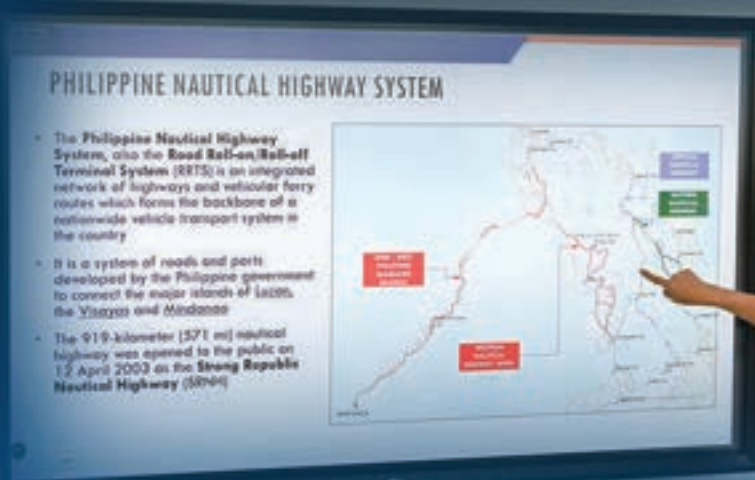 PHILIPPINE NAUTICAL HIGHWAY SYSTEM
• The Philippine Nautical Highway
System, also the Road Roll-on/Roll-off
Terminal System (RRTS) is an integrated
network of highways and vehicular ferry
routes which forms the backbone of a
nationwide vehicle transport system in
the country
• It is a system of roads and ports
developed by the Philippine government
to connect the major islands of Luzon,
the Visayas and Mindanao
• The 919-kilometer (571 mi) nautical
highway was opened to the public on
12 April 2003 as the Strong Republic
Nautical Highway (SRNH)